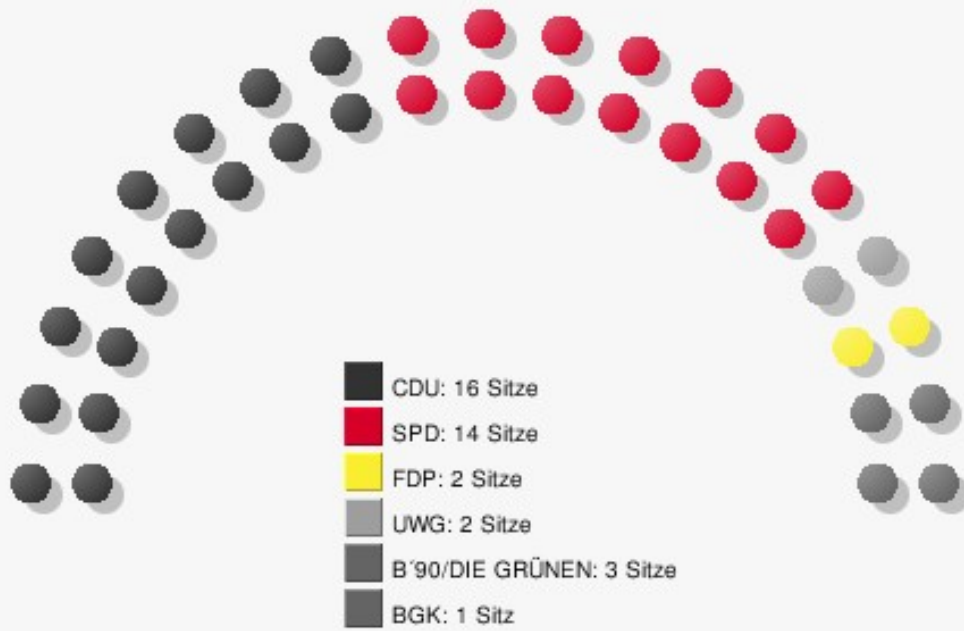 CDU: 16 Sitze
SPD: 14 Sitze
FDP: 2 Sitze
UWG: 2 Sitze
B´90/DIE GRÜNEN: 3 Sitze
BGK: 1 Sitz